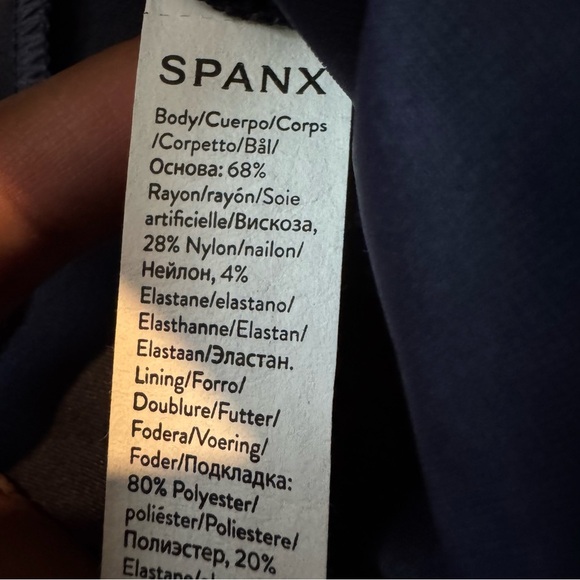 SPANX
Body/Cuerpo/Corps
/Corpetto/Bål/
Основа: 68%
Rayon/rayón/Soie
artificielle/Вискоза,
28% Nylon/nailon/
Нейлон, 4%
Elastane/elastano/
Elasthanne/Elastan/
Elastaan/Эластан.
Lining/Forro/
Doublure/Futter/
Fodera/Voering/
Foder/Подкладка:
80% Polyester/
poliéster/Poliestere/
Полиэстер, 20%